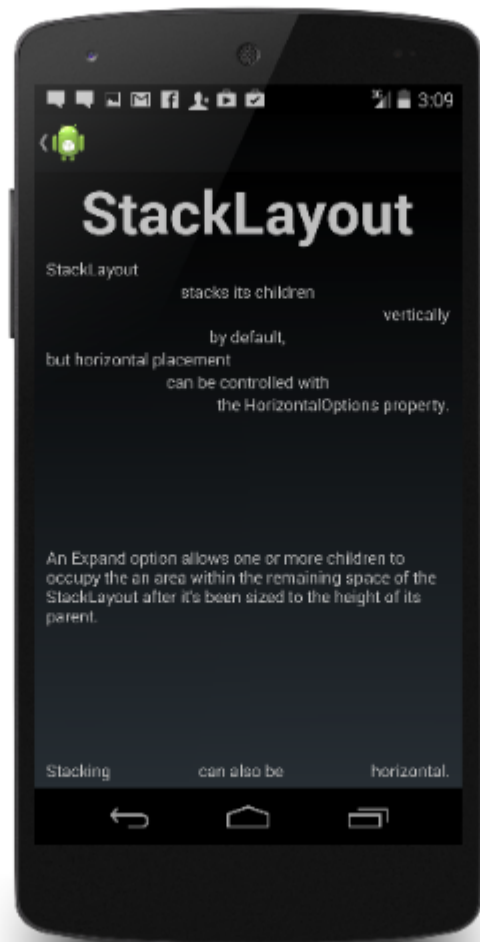 3:09
StackLayout
StackLayout
stacks its children
vertically
by default,
but horizontal placement
can be controlled with
the HorizontalOptions property.
An Expand option allows one or more children to
occupy the an area within the remaining space of the
StackLayout after it's been sized to the height of its
parent.
Stacking can also be horizontal.